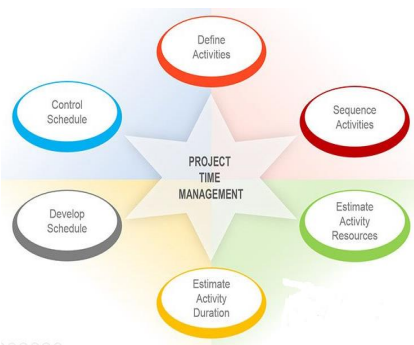 Define
Activities
Sequence
Activities
Estimate
Activity
Resources
Estimate
Activity
Duration
Develop
Schedule
Control
Schedule
PROJECT
TIME
MANAGEMENT